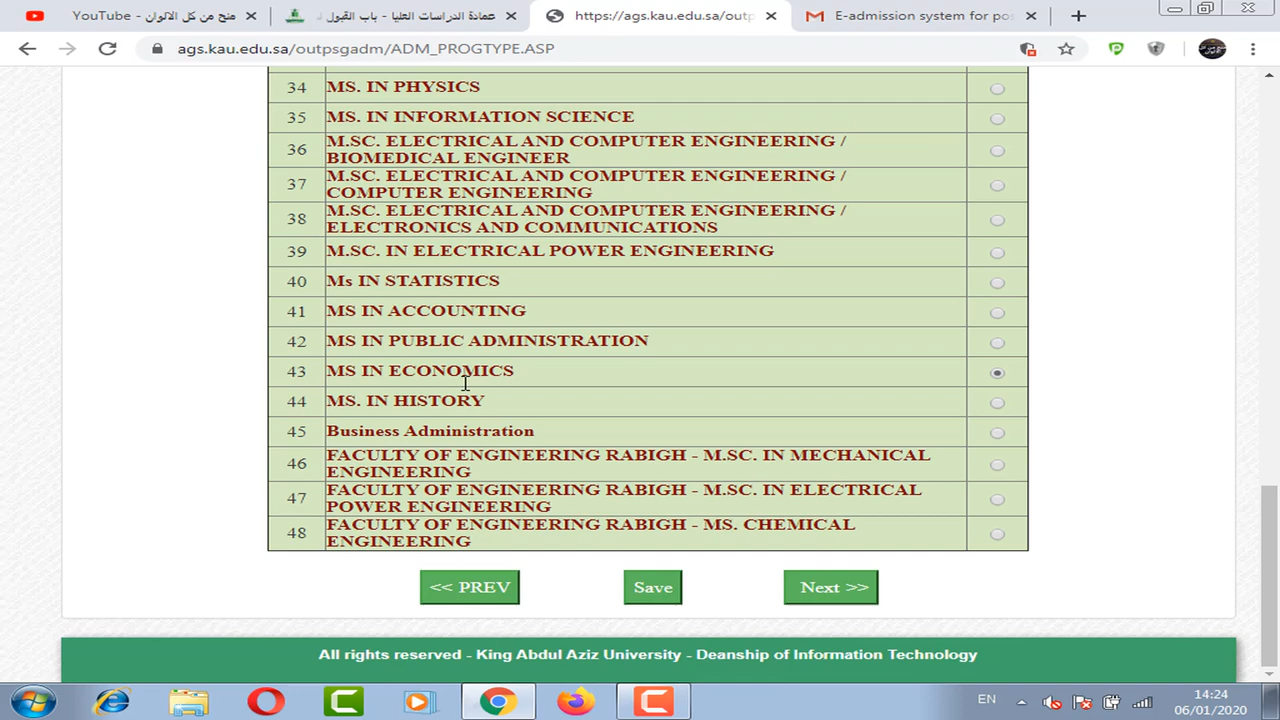 منح من كل الالوان - YouTube
عمادة الدراسات العليا - باب القبول لـ
https://ags.kau.edu.sa/outp
E-admission system for pos
ags.kau.edu.sa/outpsgadm/ADM_PROGTYPE.ASP
34 MS. IN PHYSICS
35 MS. IN INFORMATION SCIENCE
36 M.SC. ELECTRICAL AND COMPUTER ENGINEERING /
BIOMEDICAL ENGINEER
37 M.SC. ELECTRICAL AND COMPUTER ENGINEERING /
COMPUTER ENGINEERING
38 M.SC. ELECTRICAL AND COMPUTER ENGINEERING /
ELECTRONICS AND COMMUNICATIONS
39 M.SC. IN ELECTRICAL POWER ENGINEERING
40 Ms IN STATISTICS
41 MS IN ACCOUNTING
42 MS IN PUBLIC ADMINISTRATION
43 MS IN ECONOMICS
44 MS. IN HISTORY
45 Business Administration
46 FACULTY OF ENGINEERING RABIGH - M.SC. IN MECHANICAL
ENGINEERING
47 FACULTY OF ENGINEERING RABIGH - M.SC. IN ELECTRICAL
POWER ENGINEERING
48 FACULTY OF ENGINEERING RABIGH - MS. CHEMICAL
ENGINEERING
<< PREV
Save
Next >>
All rights reserved - King Abdul Aziz University - Deanship of Information Technology
EN
14:24
06/01/2020